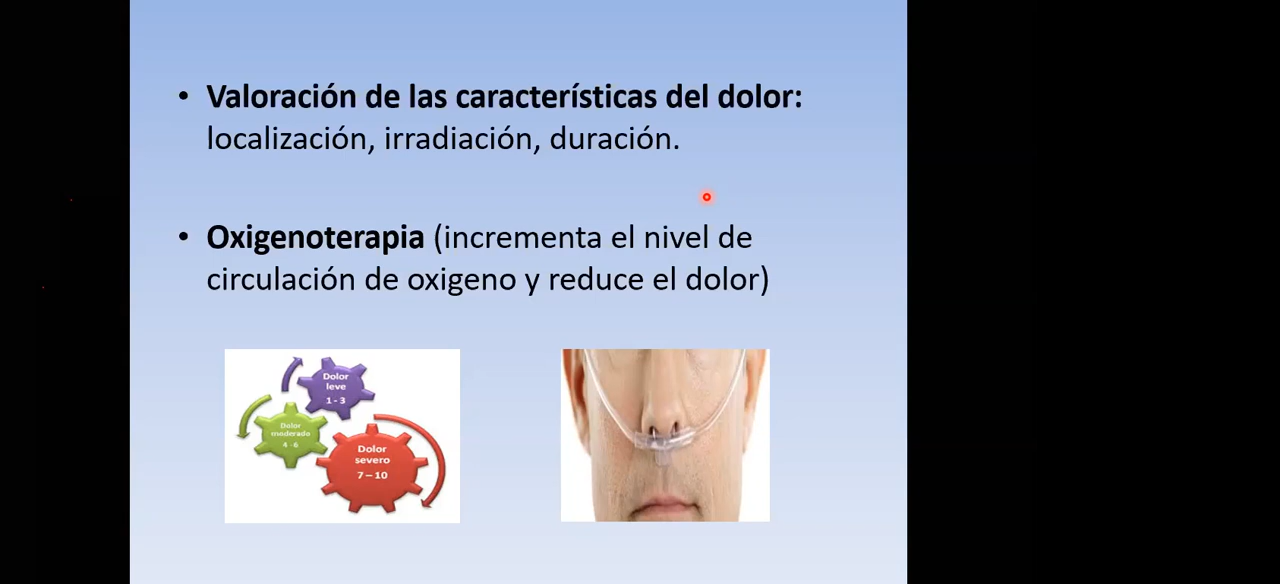 • Valoración de las características del dolor:
localización, irradiación, duración.
• Oxigenoterapia (incrementa el nivel de
circulación de oxigeno y reduce el dolor)
Dolor
leve
1 - 3
Dolor
moderado
4 - 6
Dolor
severo
7 – 10